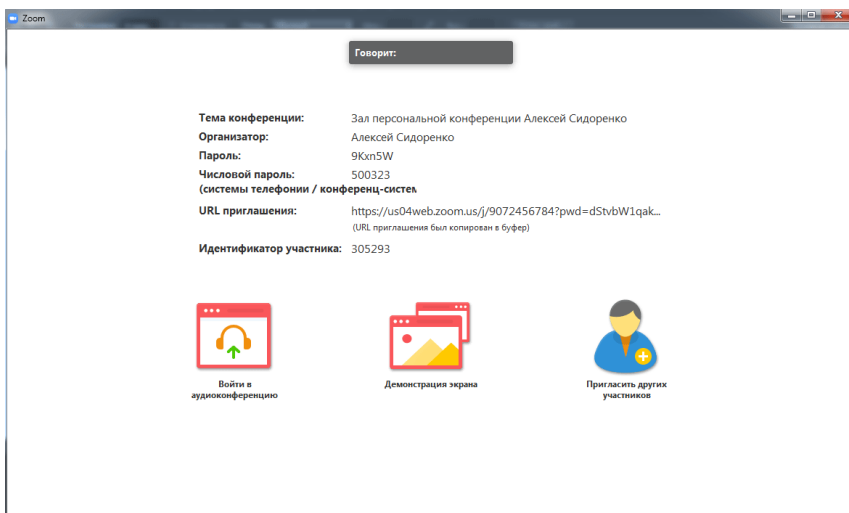 Zoom
Говорит:
Тема конференции: Зал персональной конференции Алексей Сидоренко
Организатор: Алексей Сидоренко
Пароль: 9Kxn5W
Числовой пароль: 500323
(системы телефонии / конференц-систем
URL приглашения: https://us04web.zoom.us/j/9072456784?pwd=dStvbW1qak...
(URL приглашения был копирован в буфер)
Идентификатор участника: 305293
Войти в
аудиоконференцию
Демонстрация экрана
Пригласить других
участников